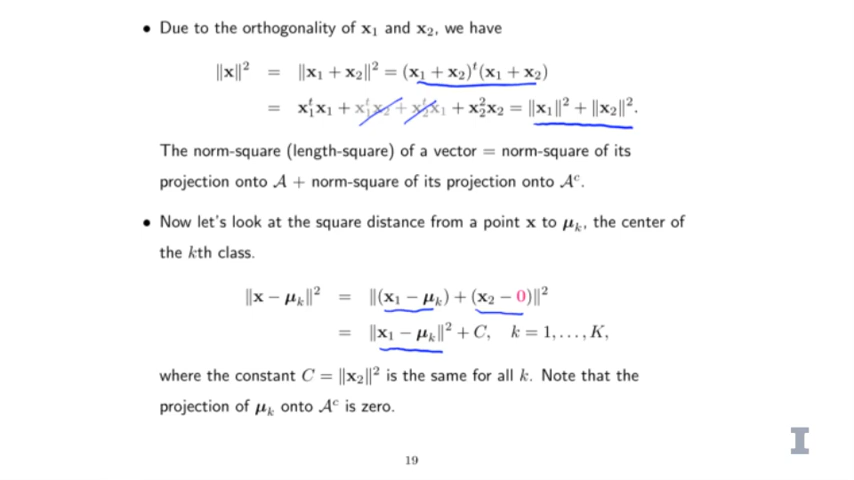 • Due to the orthogonality of x₁ and x₂, we have
‖x‖² = ‖x₁ + x₂‖² = (x₁ + x₂)ᵗ(x₁ + x₂)
= x₁ᵗx₁ + x₁ᵗx₂ + x₂ᵗx₁ + x₂²x₂ = ‖x₁‖² + ‖x₂‖².
The norm-square (length-square) of a vector = norm-square of its
projection onto 𝒜 + norm-square of its projection onto 𝒜ᶜ.
• Now let's look at the square distance from a point x to μₖ, the center of
the kth class.
‖x − μₖ‖² = ‖(x₁ − μₖ) + (x₂ − 0)‖²
= ‖x₁ − μₖ‖² + C, k = 1, . . . , K,
where the constant C = ‖x₂‖² is the same for all k. Note that the
projection of μₖ onto 𝒜ᶜ is zero.
19
I